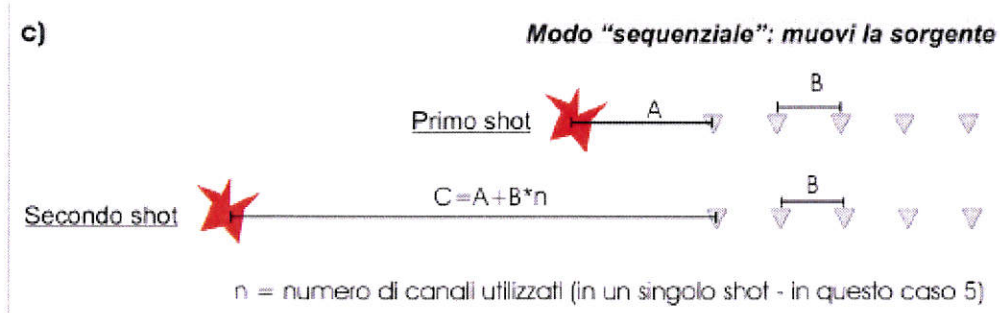 c)
Modo “sequenziale”: muovi la sorgente
B
Primo shot
A
C=A+B*n
B
Secondo shot
n = numero di canali utilizzati (in un singolo shot - in questo caso 5)